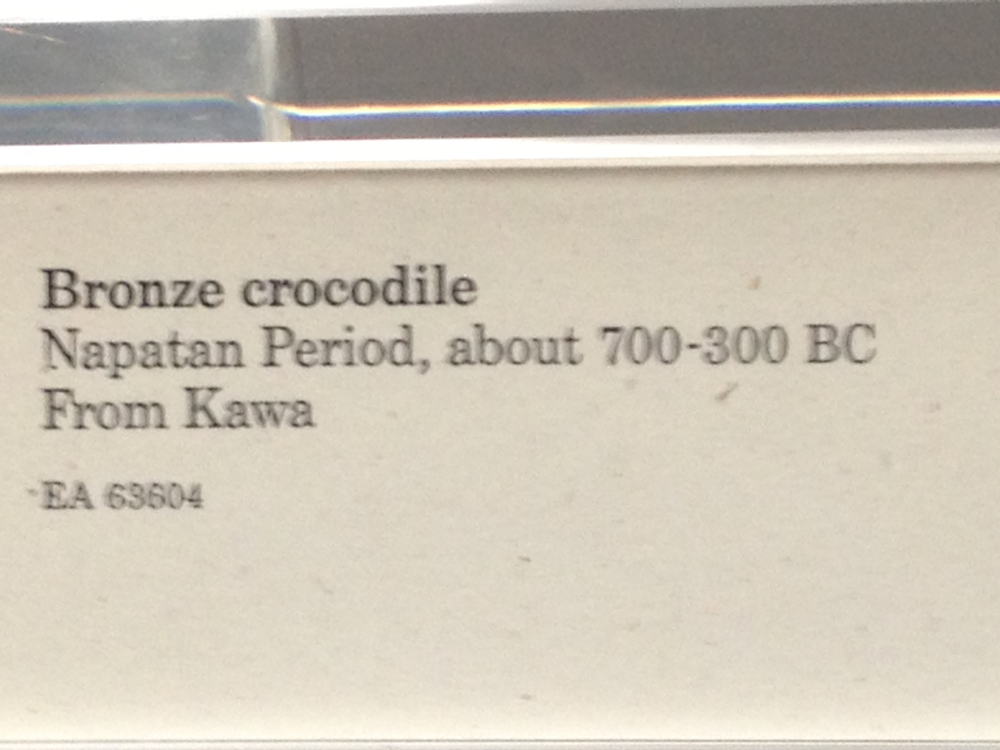 Bronze crocodile
Napatan Period, about 700-300 BC
From Kawa
EA 63604